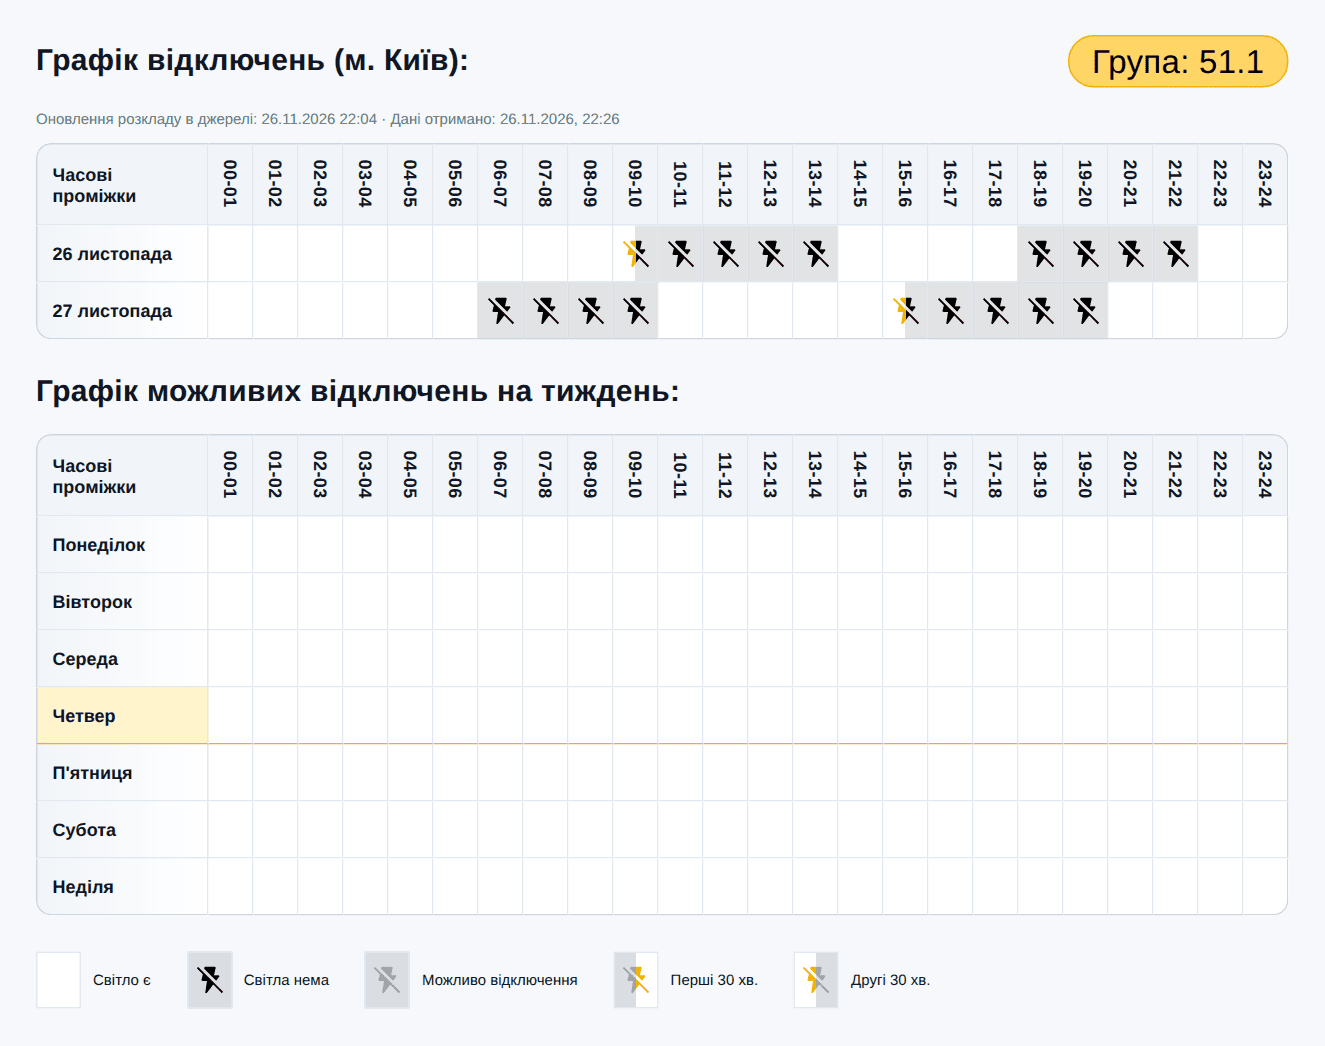 Графік відключень (м. Київ):
Група: 51.1
Оновлення розкладу в джерелі: 26.11.2026 22:04 · Дані отримано: 26.11.2026, 22:26
Часові
проміжки
00-01 01-02 02-03 03-04 04-05 05-06 06-07 07-08 08-09 09-10 10-11 11-12 12-13 13-14 14-15 15-16 16-17 17-18 18-19 19-20 20-21 21-22 22-23 23-24
26 листопада
27 листопада
Графік можливих відключень на тиждень:
Часові
проміжки
00-01 01-02 02-03 03-04 04-05 05-06 06-07 07-08 08-09 09-10 10-11 11-12 12-13 13-14 14-15 15-16 16-17 17-18 18-19 19-20 20-21 21-22 22-23 23-24
Понеділок
Вівторок
Середа
Четвер
П'ятниця
Субота
Неділя
Світло є
Світла нема
Можливо відключення
Перші 30 хв.
Другі 30 хв.